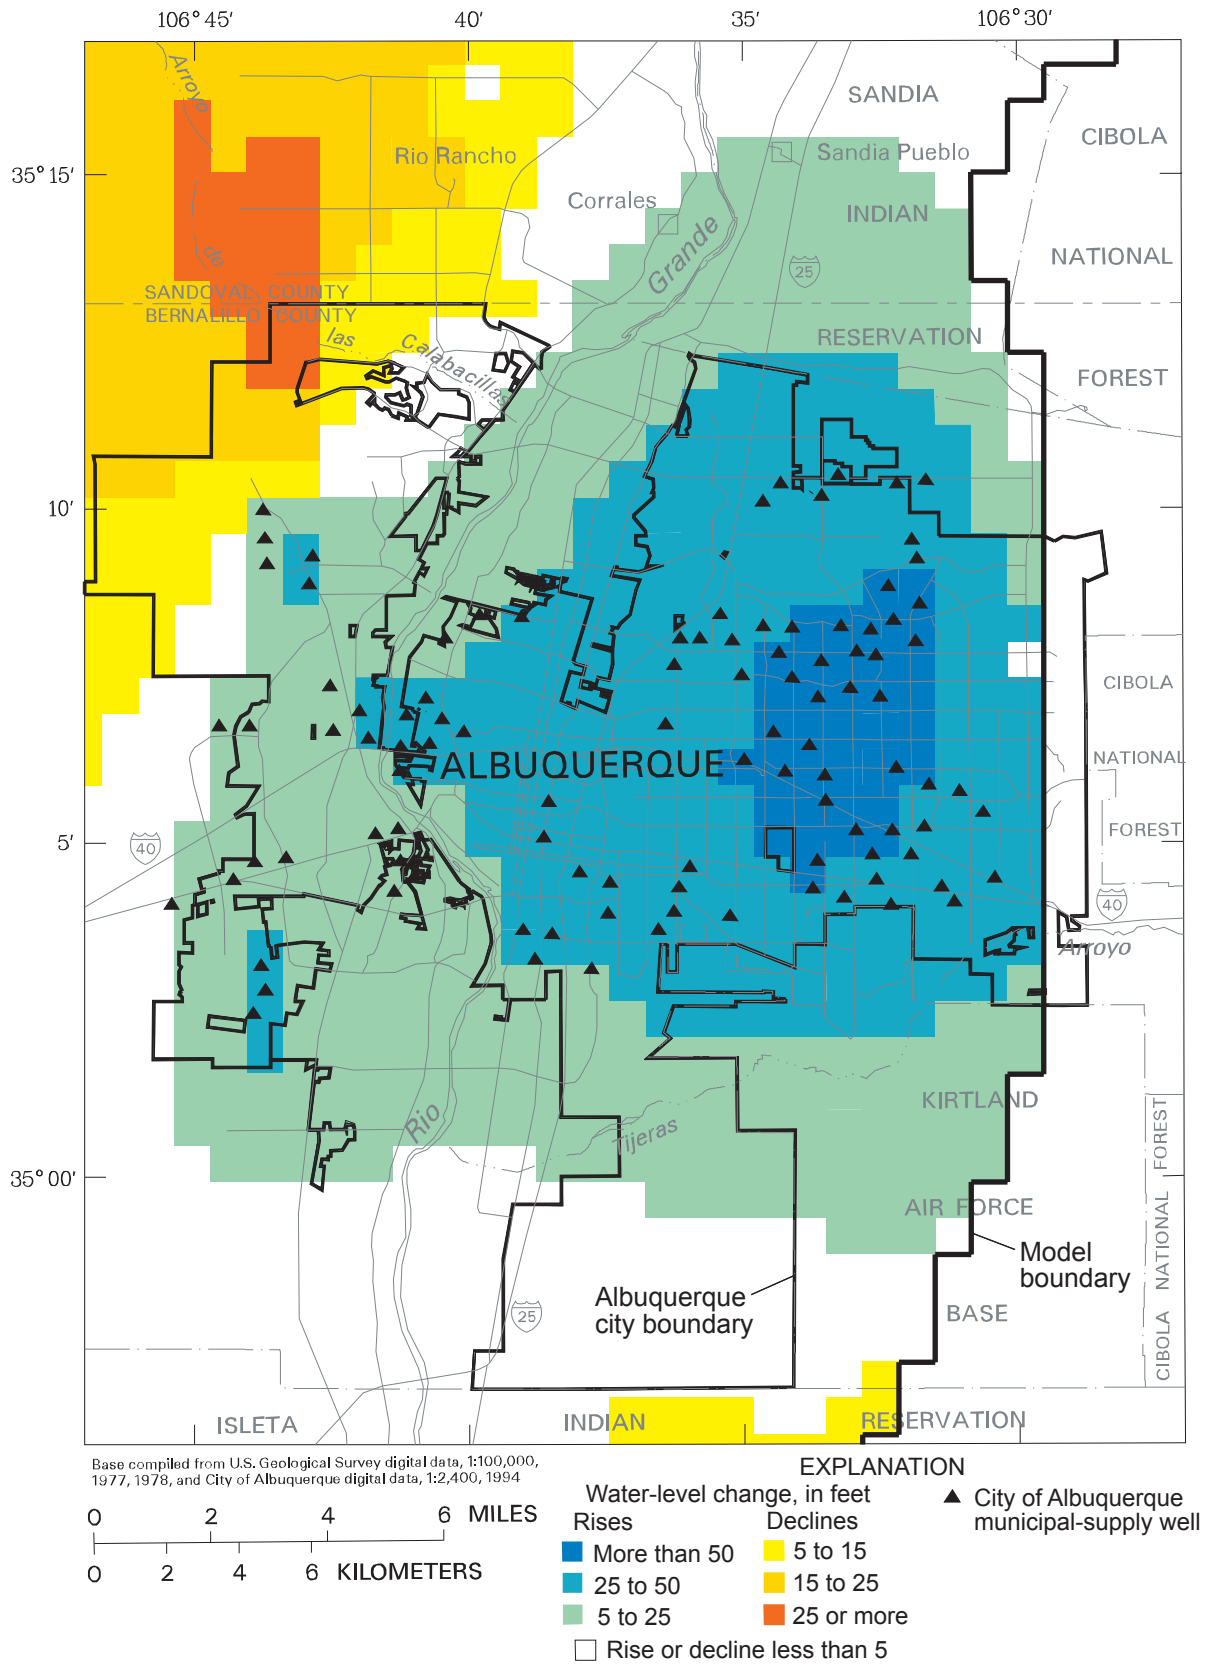 106° 45′ 40′ 35′ 106° 30′
Arroyo
SANDIA
CIBOLA
Rio Rancho
Sandia Pueblo
35° 15′
Corrales
INDIAN
Grande
do
NATIONAL
25
SANDOVAL COUNTY
BERNALILLO COUNTY
las
Calabacillas
RESERVATION
FOREST
10′
CIBOLA
NATIONAL
ALBUQUERQUE
FOREST
5′
40
40
Arroyo
KIRTLAND
Rio
Tijeras
35° 00′
AIR FORCE
CIBOLA NATIONAL FOREST
Model
boundary
Albuquerque
city boundary
25
BASE
ISLETA INDIAN RESERVATION
Base compiled from U.S. Geological Survey digital data, 1:100,000,
1977, 1978, and City of Albuquerque digital data, 1:2,400, 1994
0 2 4 6 MILES
0 2 4 6 KILOMETERS
EXPLANATION
Water-level change, in feet
Rises
More than 50
25 to 50
5 to 25
Declines
5 to 15
15 to 25
25 or more
Rise or decline less than 5
City of Albuquerque
municipal-supply well